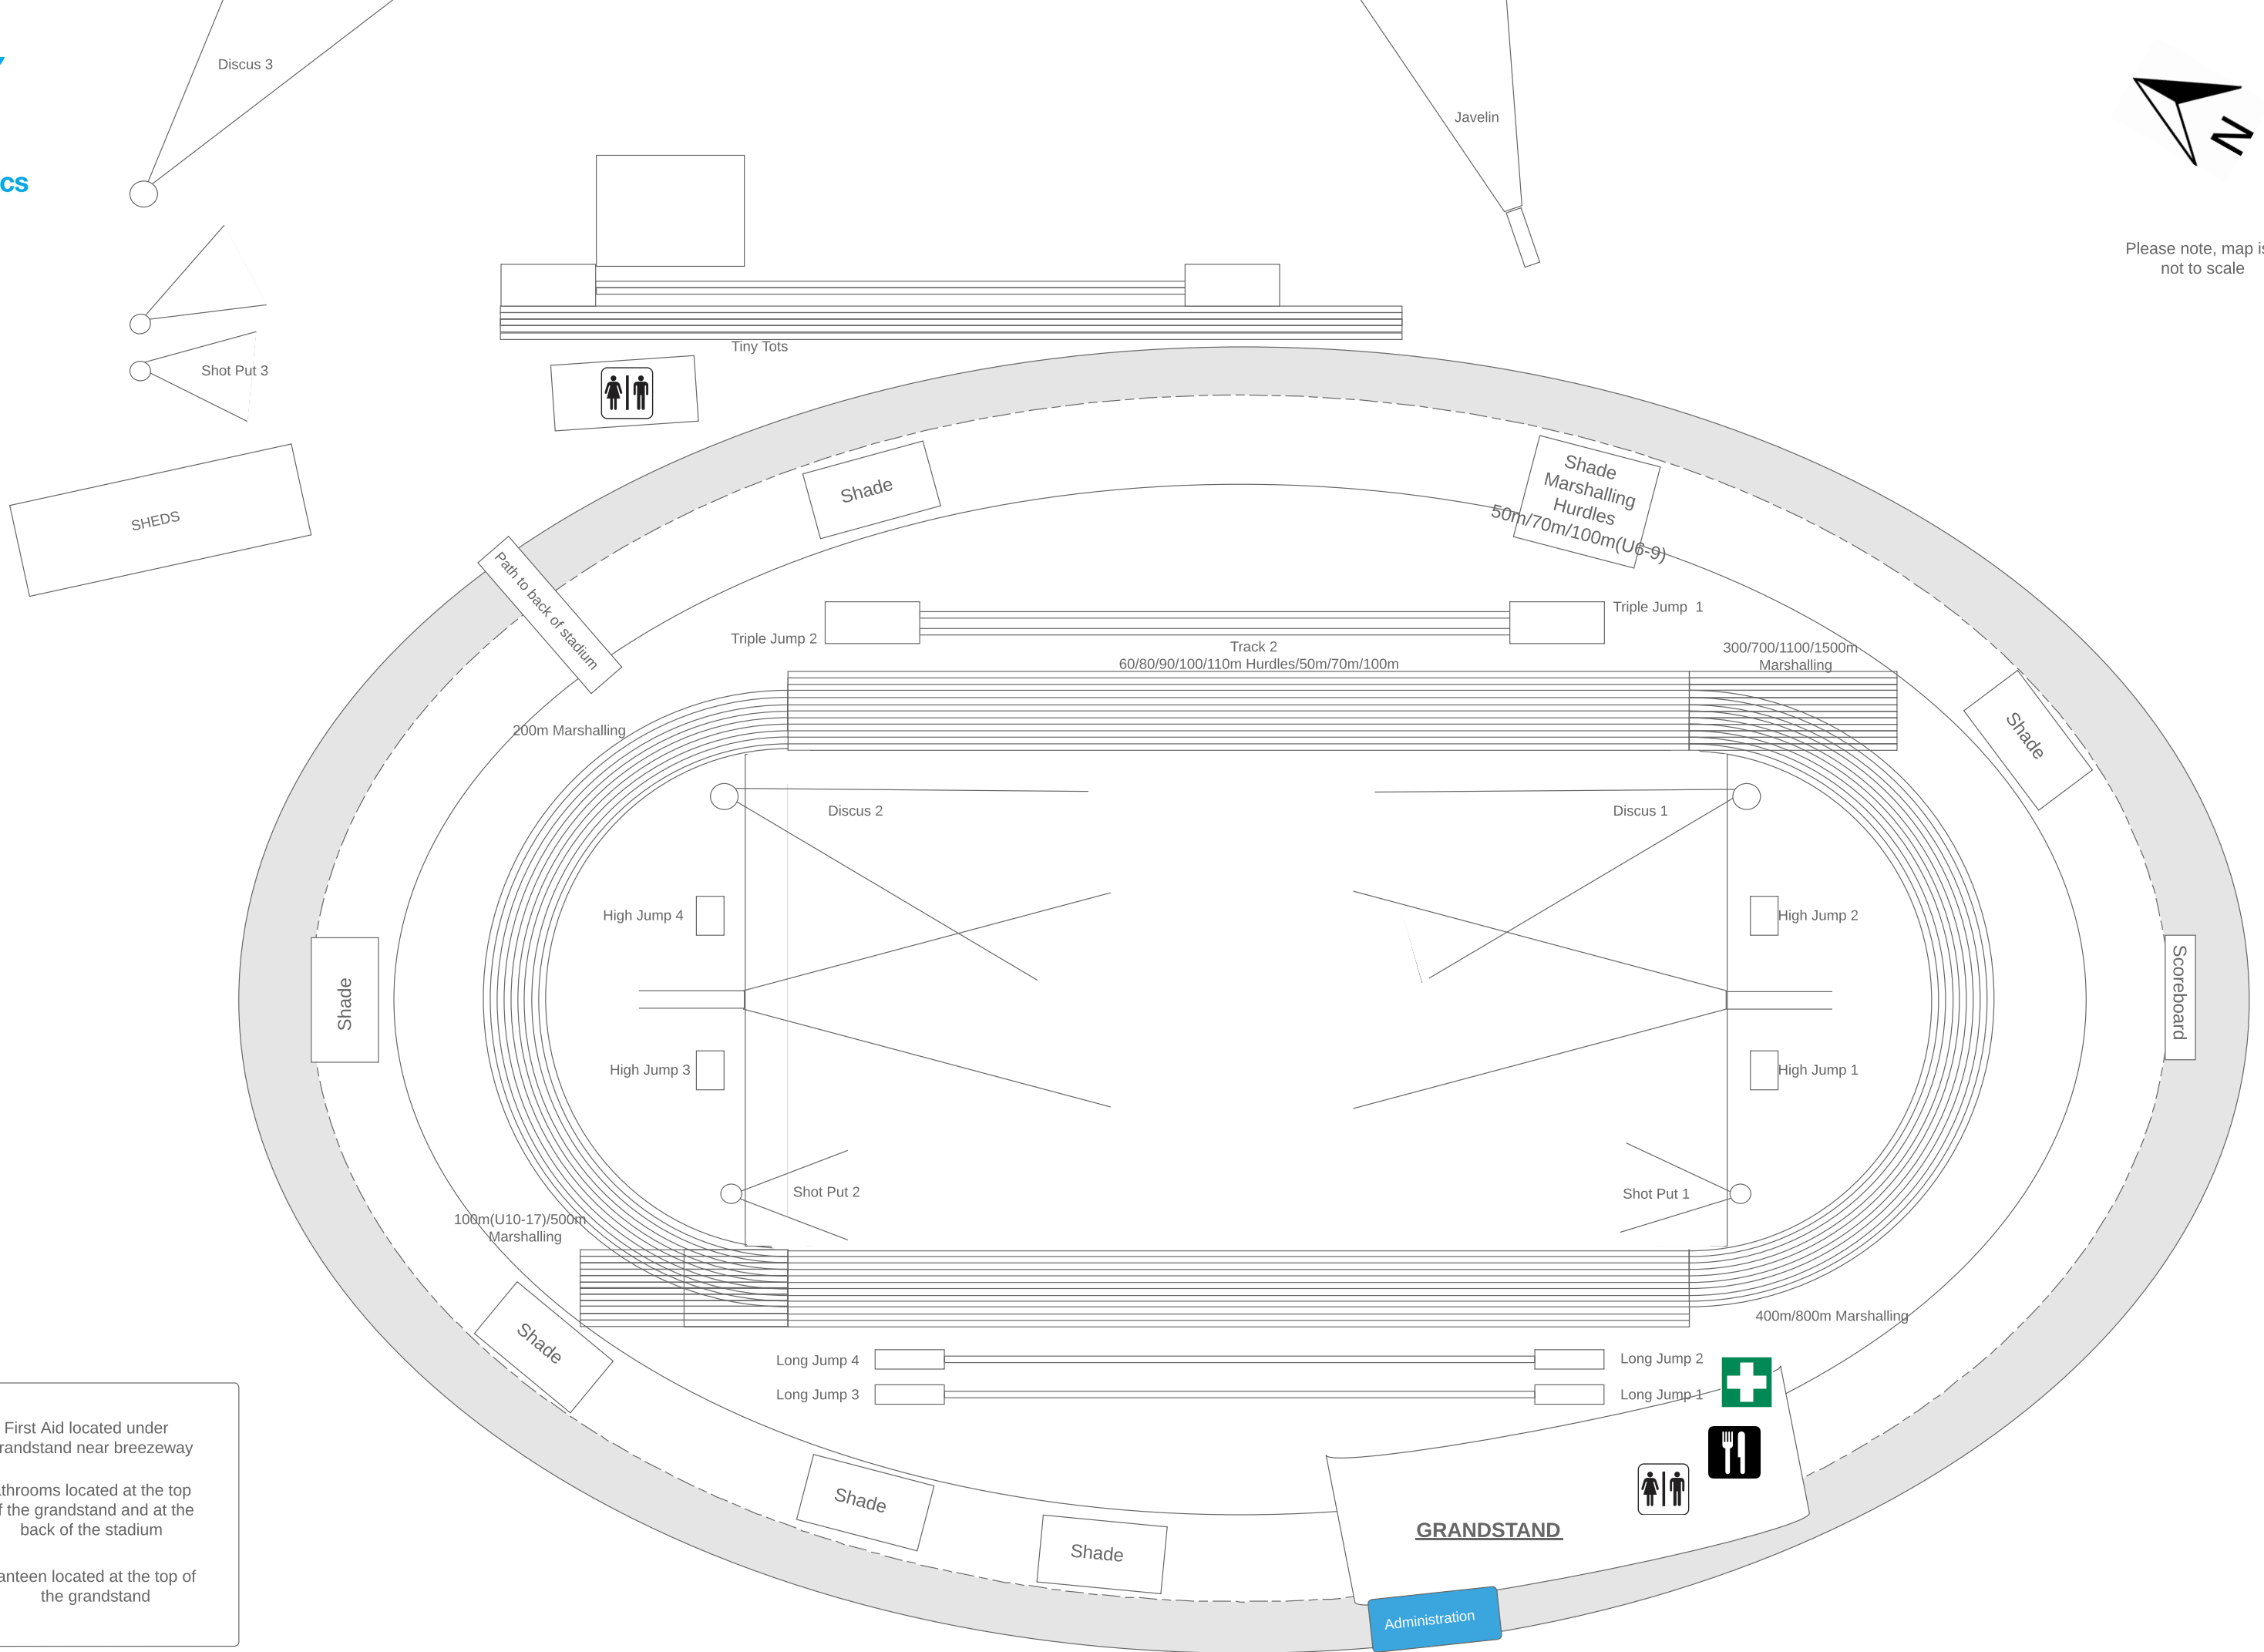 Discus 3
Javelin
N
cs
Please note, map is
not to scale
Tiny Tots
Shot Put 3
SHEDS
Shade
Shade
Marshalling
Hurdles
50m/70m/100m(U6-9)
Path to back of stadium
Triple Jump 2
Triple Jump 1
Track 2
60/80/90/100/110m Hurdles/50m/70m/100m
300/700/1100/1500m
Marshalling
200m Marshalling
Shade
Discus 2
Discus 1
High Jump 4
High Jump 2
Shade
Scoreboard
High Jump 3
High Jump 1
Shot Put 2
Shot Put 1
100m(U10-17)/500m
Marshalling
400m/800m Marshalling
Shade
Long Jump 4
Long Jump 2
Long Jump 3
Long Jump 1
First Aid located under
randstand near breezeway
throoms located at the top
f the grandstand and at the
back of the stadium
anteen located at the top of
the grandstand
Shade
Shade
GRANDSTAND
Administration